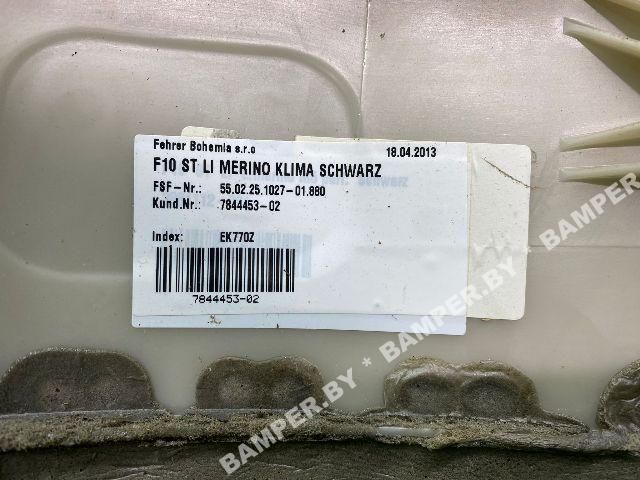 Fehrer Bohemia s.r.o 18.04.2013
F10 ST LI MERINO KLIMA SCHWARZ
FSF-Nr.: 55.02.25.1027-01.880
Kund.Nr.: 7844453-02
Index: EK770Z
7844453-02
BAMPER.BY * BAMPER.BY * BAMPER.BY